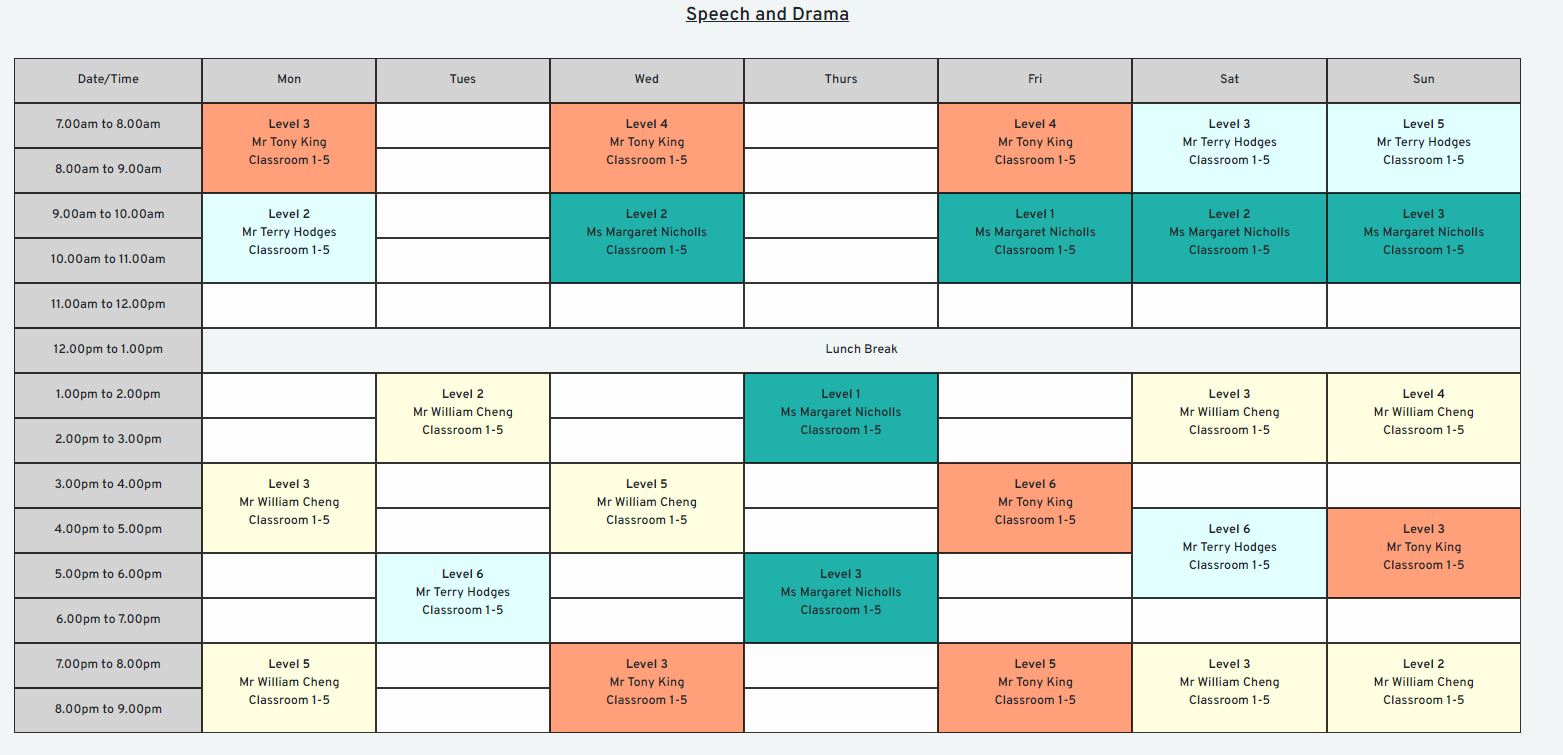 Speech and Drama
Date/Time Mon Tues Wed Thurs Fri Sat Sun
7.00am to 8.00am
Level 3 Level 4 Level 4 Level 3 Level 5
Mr Tony King Mr Tony King Mr Tony King Mr Terry Hodges Mr Terry Hodges
Classroom 1-5 Classroom 1-5 Classroom 1-5 Classroom 1-5 Classroom 1-5
8.00am to 9.00am
9.00am to 10.00am
Level 2 Level 2 Level 1 Level 2 Level 3
Mr Terry Hodges Ms Margaret Nicholls Ms Margaret Nicholls Ms Margaret Nicholls Ms Margaret Nicholls
Classroom 1-5 Classroom 1-5 Classroom 1-5 Classroom 1-5 Classroom 1-5
10.00am to 11.00am
11.00am to 12.00pm
12.00pm to 1.00pm Lunch Break
1.00pm to 2.00pm
Level 2 Level 1 Level 3 Level 4
Mr William Cheng Ms Margaret Nicholls Mr William Cheng Mr William Cheng
Classroom 1-5 Classroom 1-5 Classroom 1-5 Classroom 1-5
2.00pm to 3.00pm
3.00pm to 4.00pm
Level 3 Level 5 Level 6
Mr William Cheng Mr William Cheng Mr Tony King
Classroom 1-5 Classroom 1-5 Classroom 1-5
4.00pm to 5.00pm
Level 6 Level 3
Mr Terry Hodges Mr Tony King
Classroom 1-5 Classroom 1-5
5.00pm to 6.00pm
Level 6 Level 3
Mr Terry Hodges Ms Margaret Nicholls
Classroom 1-5 Classroom 1-5
6.00pm to 7.00pm
7.00pm to 8.00pm
Level 5 Level 3 Level 5 Level 3 Level 2
Mr William Cheng Mr Tony King Mr Tony King Mr William Cheng Mr William Cheng
Classroom 1-5 Classroom 1-5 Classroom 1-5 Classroom 1-5 Classroom 1-5
8.00pm to 9.00pm